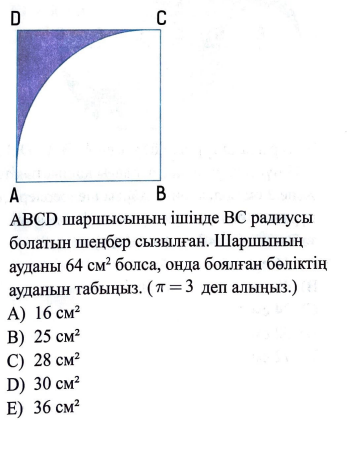 D C
A B
ABCD шаршысының ішінде BC радиусы
болатын шеңбер сызылған. Шаршының
ауданы 64 см² болса, онда боялған бөліктің
ауданын табыңыз. ( π = 3 деп алыңыз.)
A) 16 см²
B) 25 см²
C) 28 см²
D) 30 см²
E) 36 см²